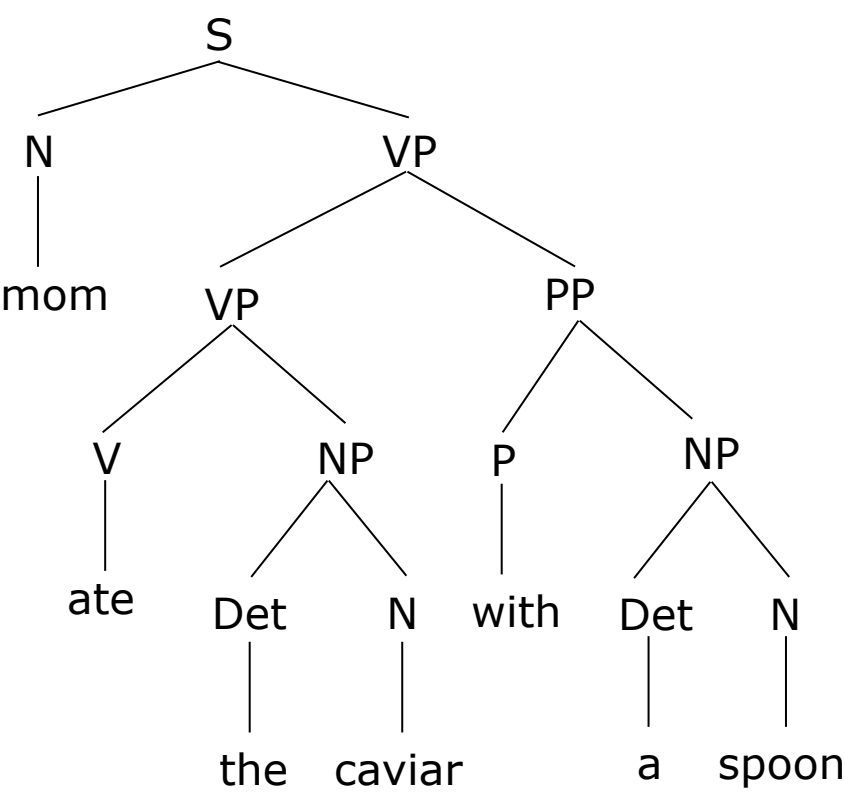 S
N VP
mom VP PP
V NP P NP
ate Det N with Det N
the caviar a spoon